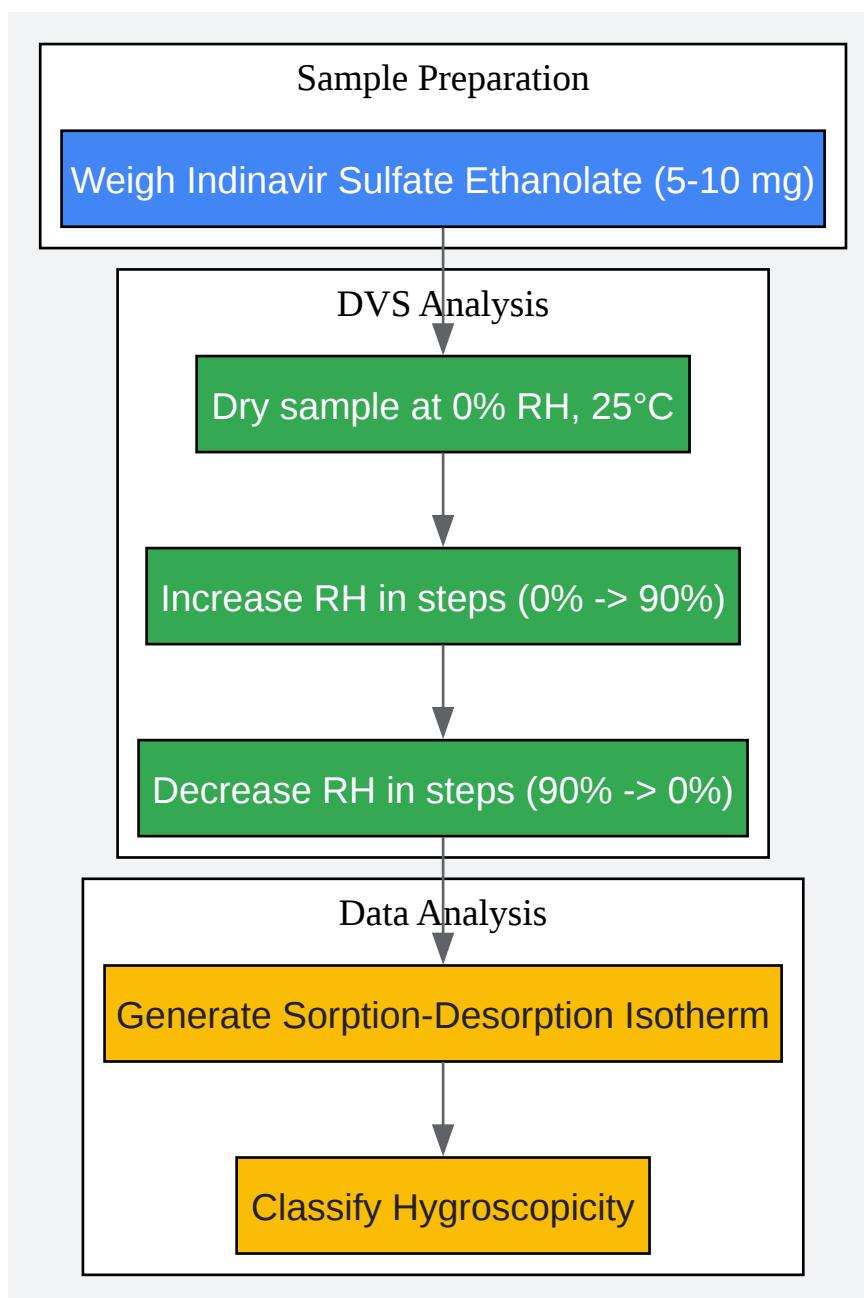 Sample Preparation
Weigh Indinavir Sulfate Ethanolate (5-10 mg)
DVS Analysis
Dry sample at 0% RH, 25°C
Increase RH in steps (0% -> 90%)
Decrease RH in steps (90% -> 0%)
Data Analysis
Generate Sorption-Desorption Isotherm
Classify Hygroscopicity